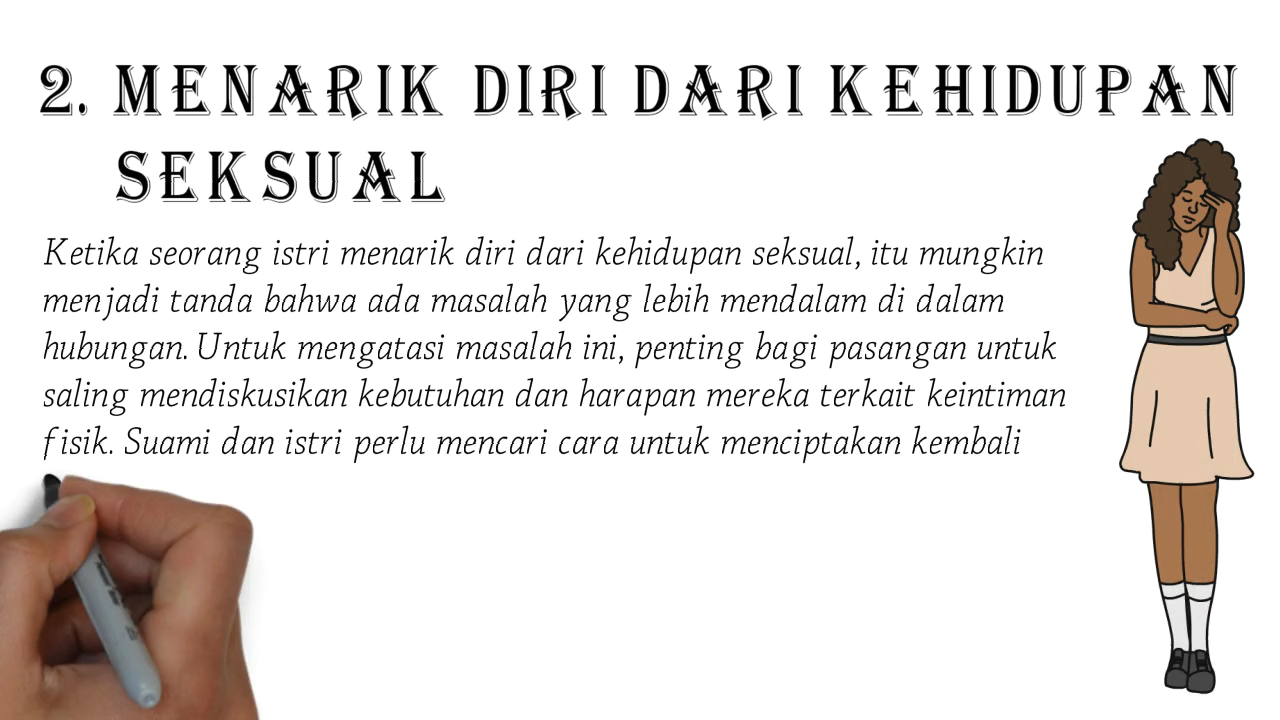 2. MENARIK DIRI DARI KEHIDUPAN
SEKSUAL
Ketika seorang istri menarik diri dari kehidupan seksual, itu mungkin
menjadi tanda bahwa ada masalah yang lebih mendalam di dalam
hubungan. Untuk mengatasi masalah ini, penting bagi pasangan untuk
saling mendiskusikan kebutuhan dan harapan mereka terkait keintiman
fisik. Suami dan istri perlu mencari cara untuk menciptakan kembali